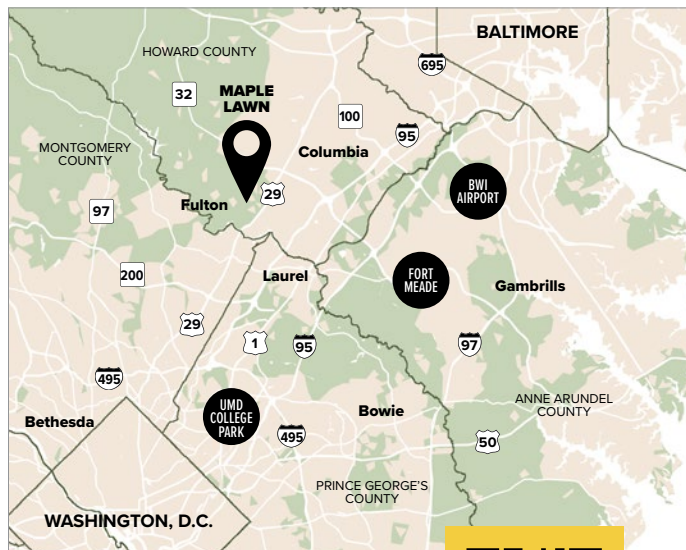 BALTIMORE
HOWARD COUNTY
695
32
MAPLE
LAWN
100
95
Columbia
MONTGOMERY
COUNTY
BWI
AIRPORT
29
Fulton
97
200
Laurel
FORT
MEADE
Gambrills
29
1
95
97
495
UMD
COLLEGE
PARK
Bowie
ANNE ARUNDEL
COUNTY
Bethesda
495
50
PRINCE GEORGE'S
COUNTY
WASHINGTON, D.C.